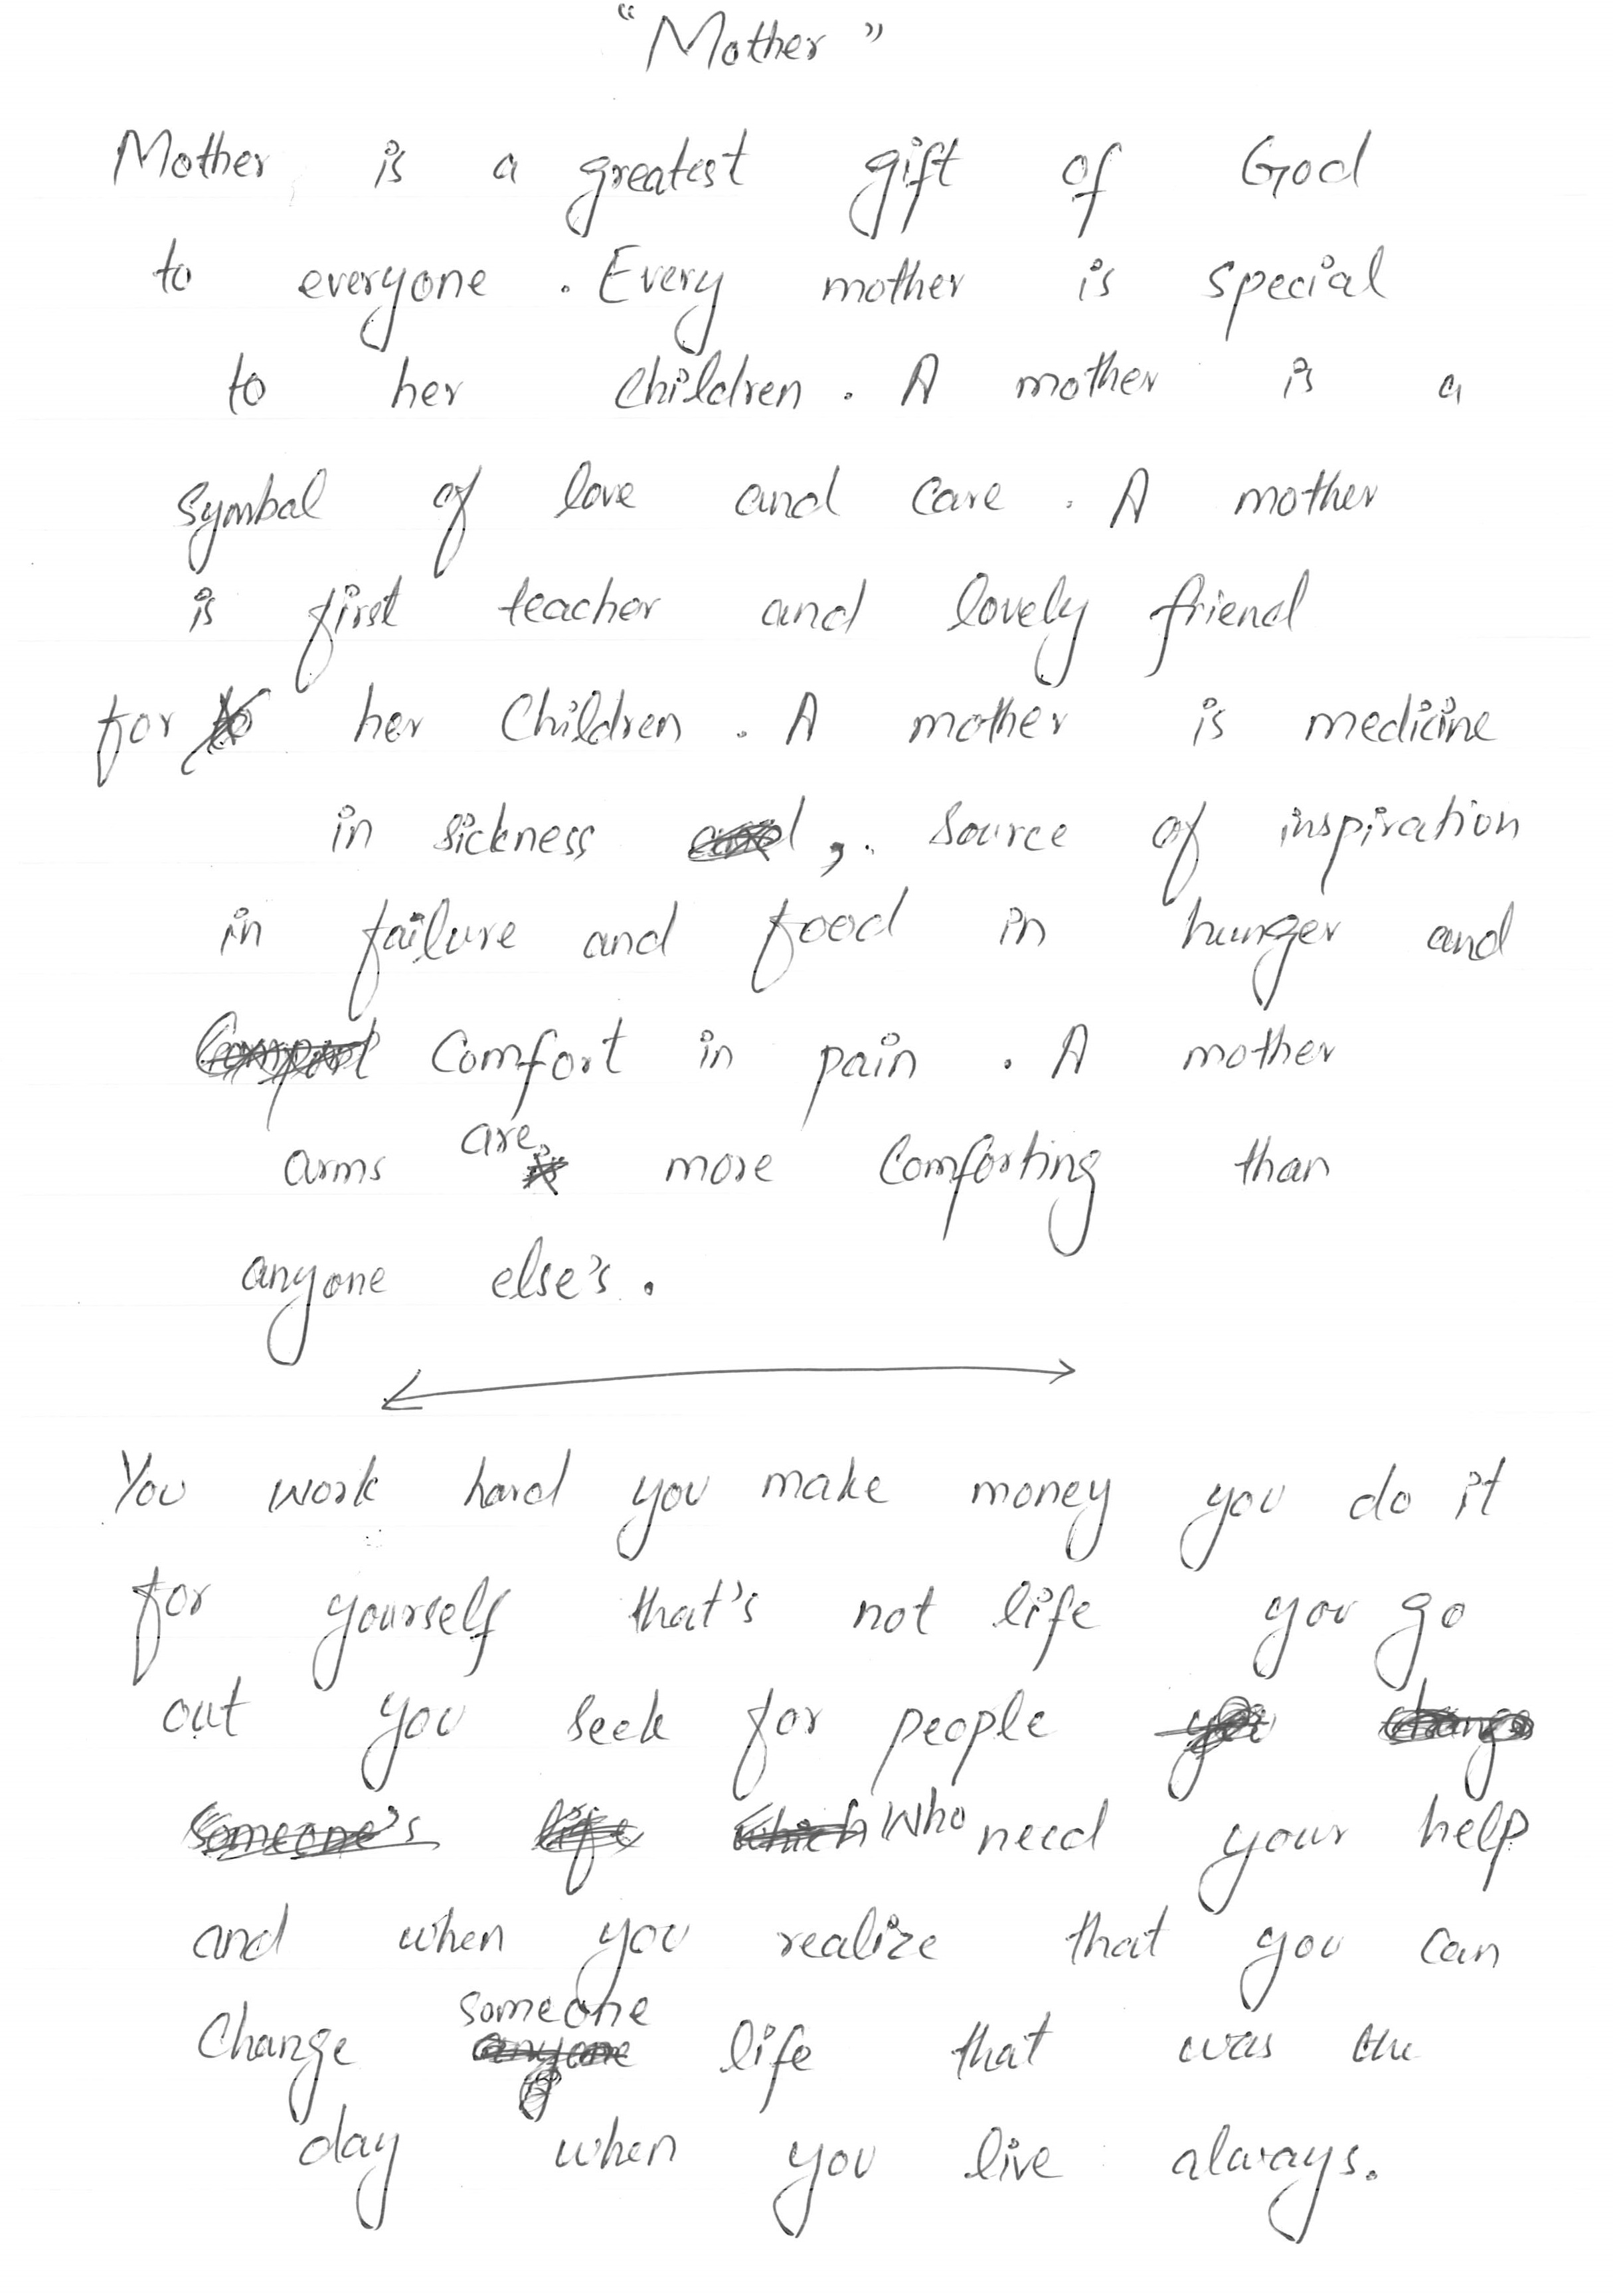 "Mother"
Mother is a greatest gift of God
to everyone . Every mother is special
to her children . A mother is a
symbal of love and care . A mother
is first teacher and lovely friend
for her Children . A mother is medicine
in sickness , . source of inspiration
in failure and food in hunger and
Comfort in pain . A mother
arms are more Comforting than
anyone else's .
You work hard you make money you do it
for yourself that's not life you go
out you seek for people
who need your help
and when you realize that you can
Change someone life that was the
day when you live always.